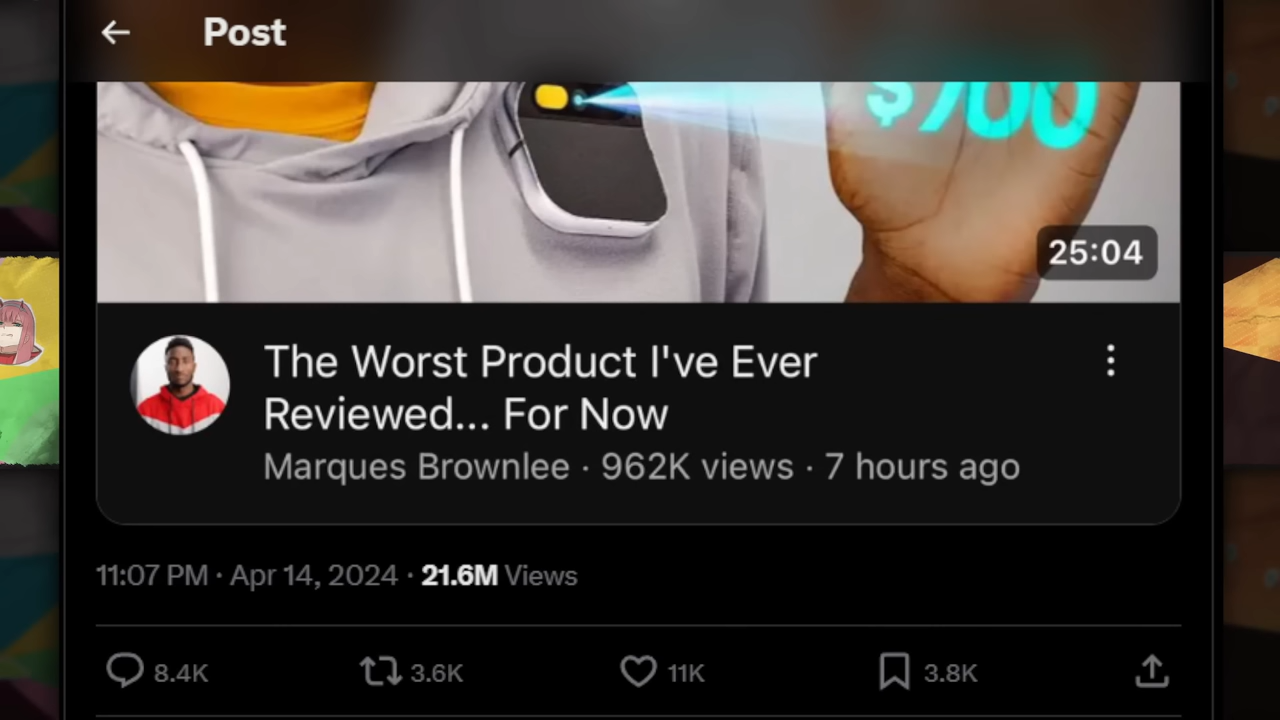 Post
$700
25:04
The Worst Product I've Ever
Reviewed... For Now
Marques Brownlee · 962K views · 7 hours ago
11:07 PM · Apr 14, 2024 · 21.6M Views
8.4K 3.6K 11K 3.8K